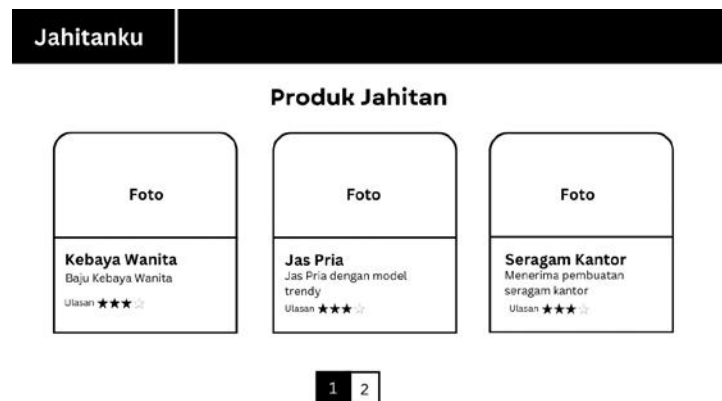 Jahitanku
Produk Jahitan
Foto
Kebaya Wanita
Baju Kebaya Wanita
Ulasan ★★★☆
Foto
Jas Pria
Jas Pria dengan model
trendy
Ulasan ★★★☆
Foto
Seragam Kantor
Menerima pembuatan
seragam kantor
Ulasan ★★★☆
1 2